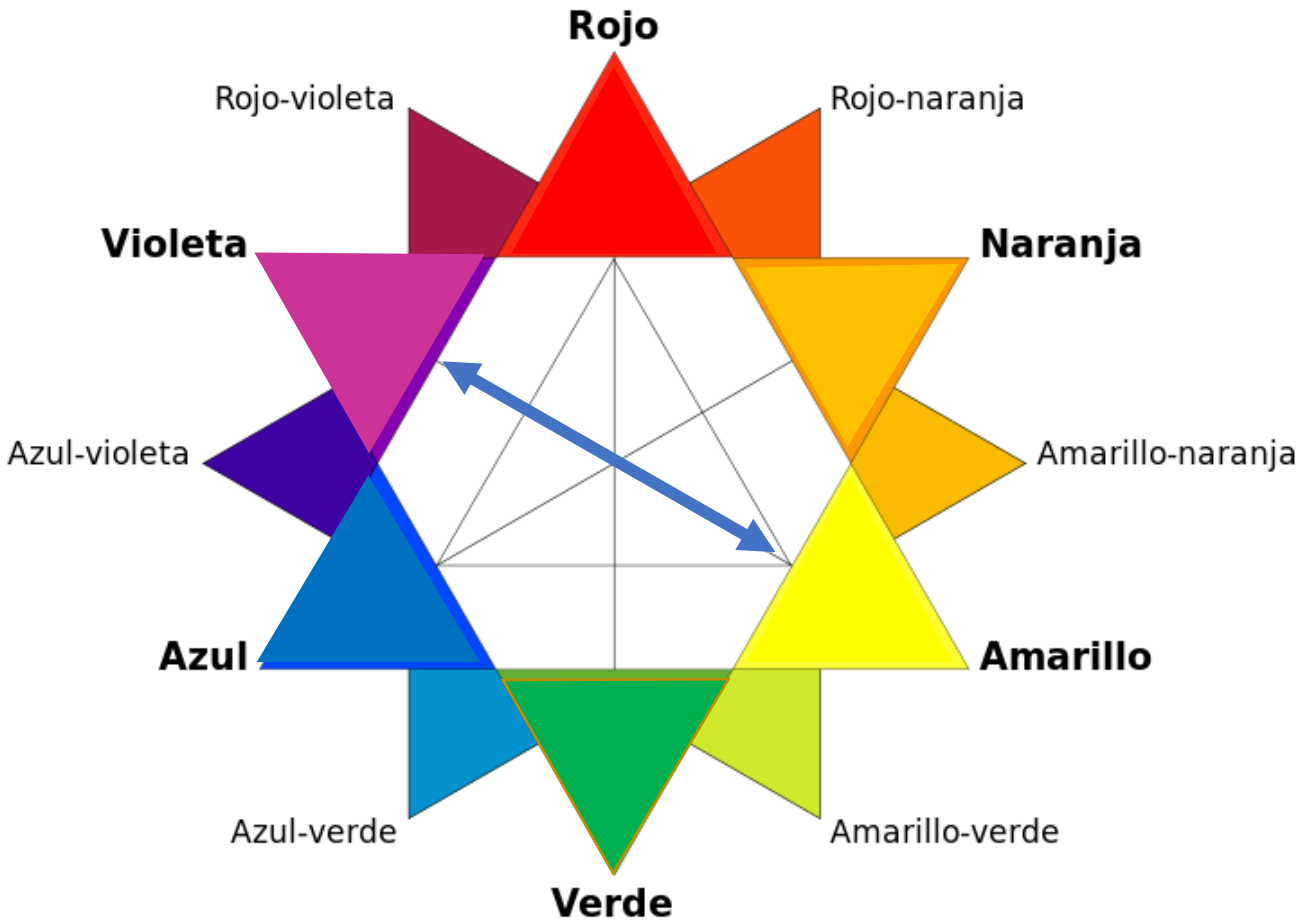 Rojo
Rojo-violeta
Rojo-naranja
Violeta
Naranja
Azul-violeta
Amarillo-naranja
Azul
Amarillo
Azul-verde
Amarillo-verde
Verde